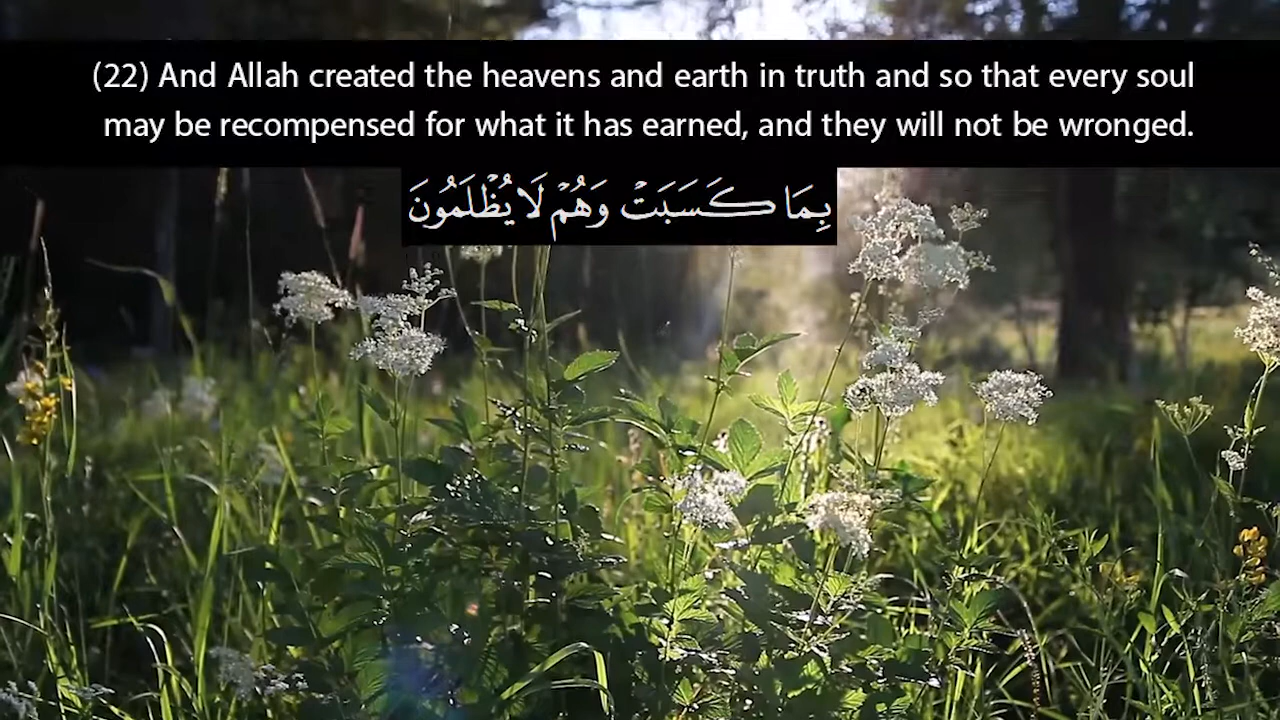 (22) And Allah created the heavens and earth in truth and so that every soul
may be recompensed for what it has earned, and they will not be wronged.
بِمَا كَسَبَتْ وَهُمْ لَا يُظْلَمُونَ